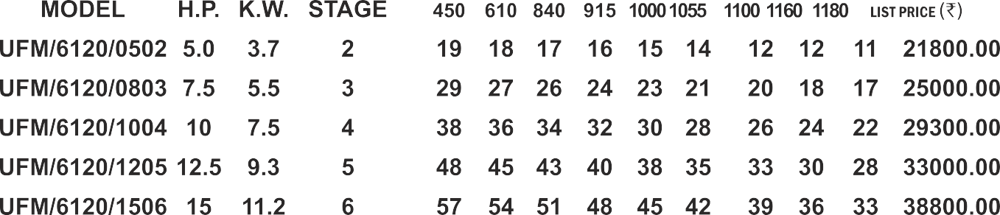 MODEL H.P. K.W. STAGE 450 610 840 915 1000 1055 1100 1160 1180 LIST PRICE (₹)
UFM/6120/0502 5.0 3.7 2 19 18 17 16 15 14 12 12 11 21800.00
UFM/6120/0803 7.5 5.5 3 29 27 26 24 23 21 20 18 17 25000.00
UFM/6120/1004 10 7.5 4 38 36 34 32 30 28 26 24 22 29300.00
UFM/6120/1205 12.5 9.3 5 48 45 43 40 38 35 33 30 28 33000.00
UFM/6120/1506 15 11.2 6 57 54 51 48 45 42 39 36 33 38800.00